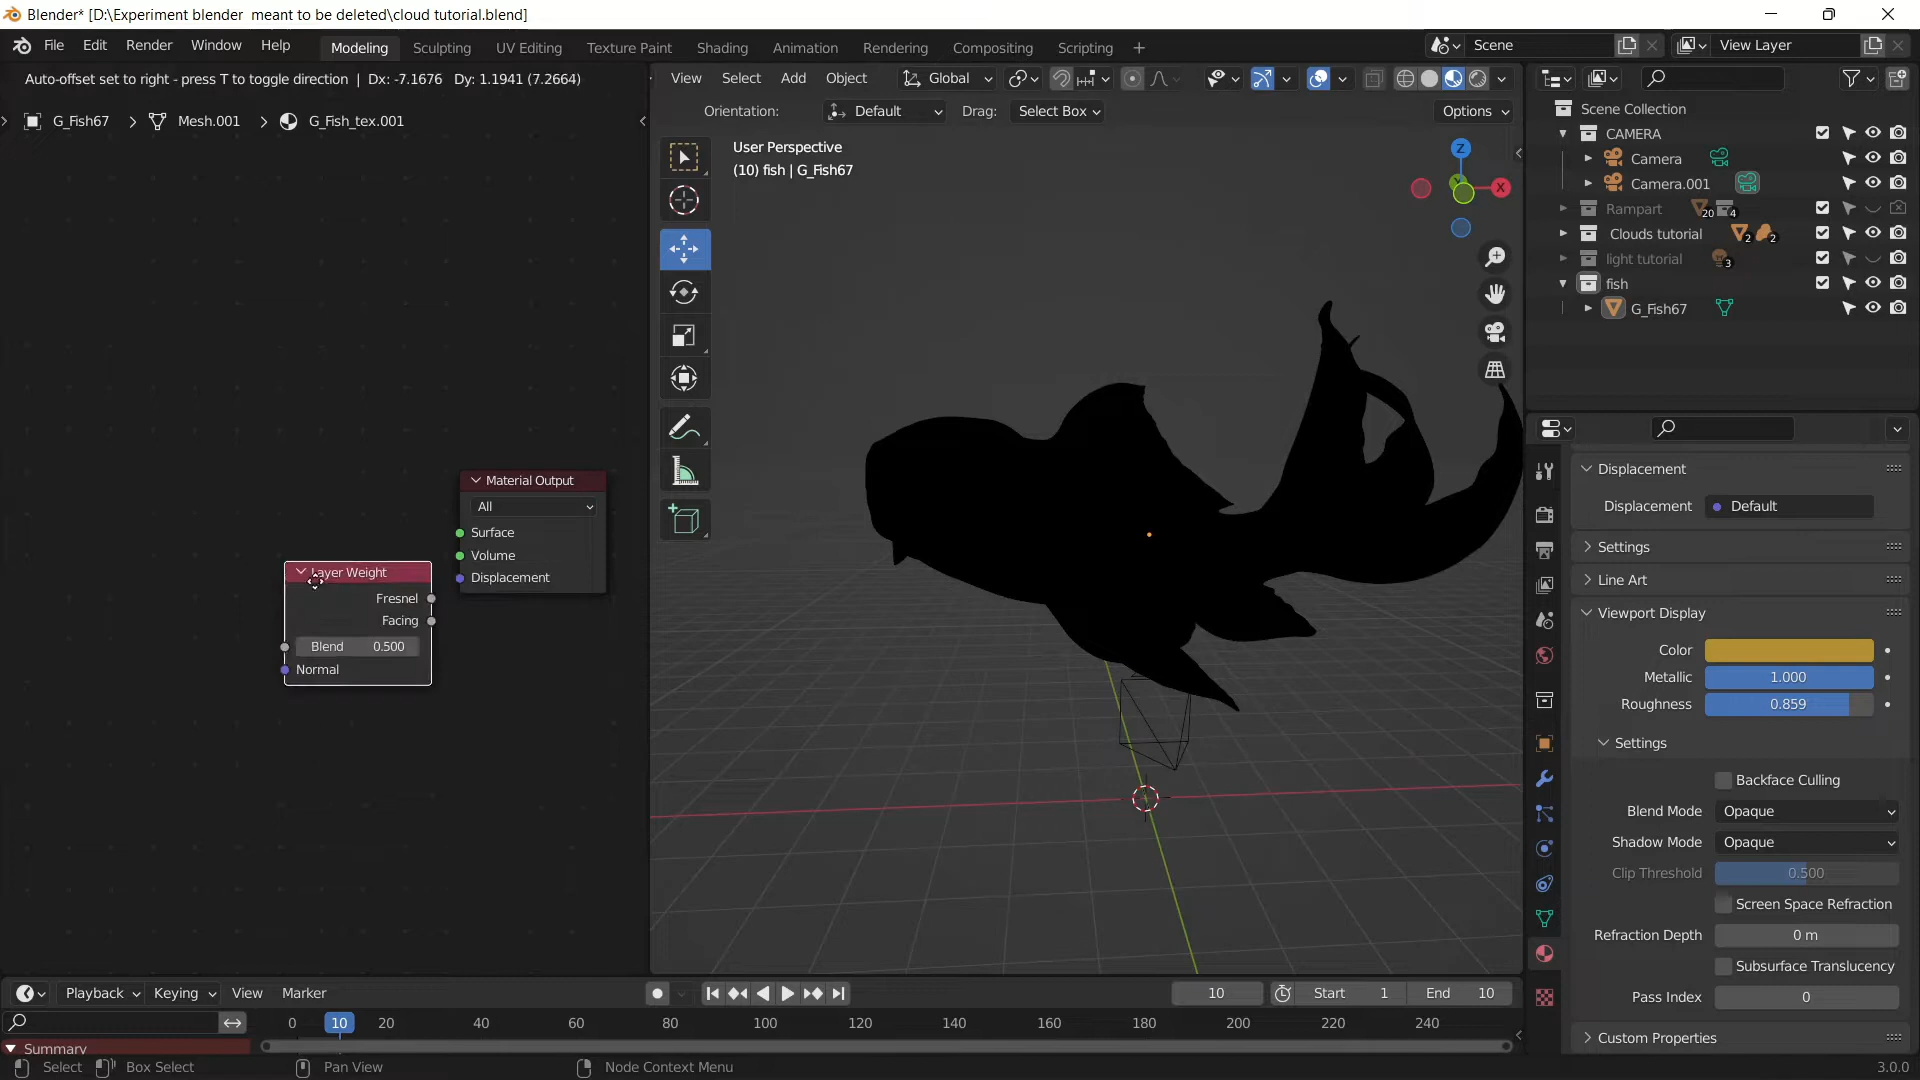 Blender* [D:\Experiment blender  meant to be deleted\cloud tutorial.blend]
File Edit Render Window Help Modeling Sculpting UV Editing Texture Paint Shading Animation Rendering Compositing Scripting Scene View Layer
Auto-offset set to right - press T to toggle direction | Dx: -7.1676 Dy: 1.1941 (7.2664)
View Select Add Object Global
Orientation: Default Drag: Select Box Options
G_Fish67 > Mesh.001 > G_Fish_tex.001
User Perspective
(10) fish | G_Fish67
Z
X
Scene Collection
CAMERA
Camera
Camera.001
Rampart 20 4
Clouds tutorial 2 2
light tutorial 3
fish
G_Fish67
Material Output
All
Surface
Volume
Displacement
Layer Weight
Fresnel
Facing
Blend 0.500
Normal
Displacement
Displacement Default
Settings
Line Art
Viewport Display
Color
Metallic 1.000
Roughness 0.859
Settings
Backface Culling
Blend Mode Opaque
Shadow Mode Opaque
Clip Threshold 0.500
Screen Space Refraction
Refraction Depth 0 m
Subsurface Translucency
Pass Index 0
Custom Properties
Playback Keying View Marker 10 Start 1 End 10
0 10 20 40 60 80 100 120 140 160 180 200 220 240
Summary
Select Box Select Pan View Node Context Menu 3.0.0